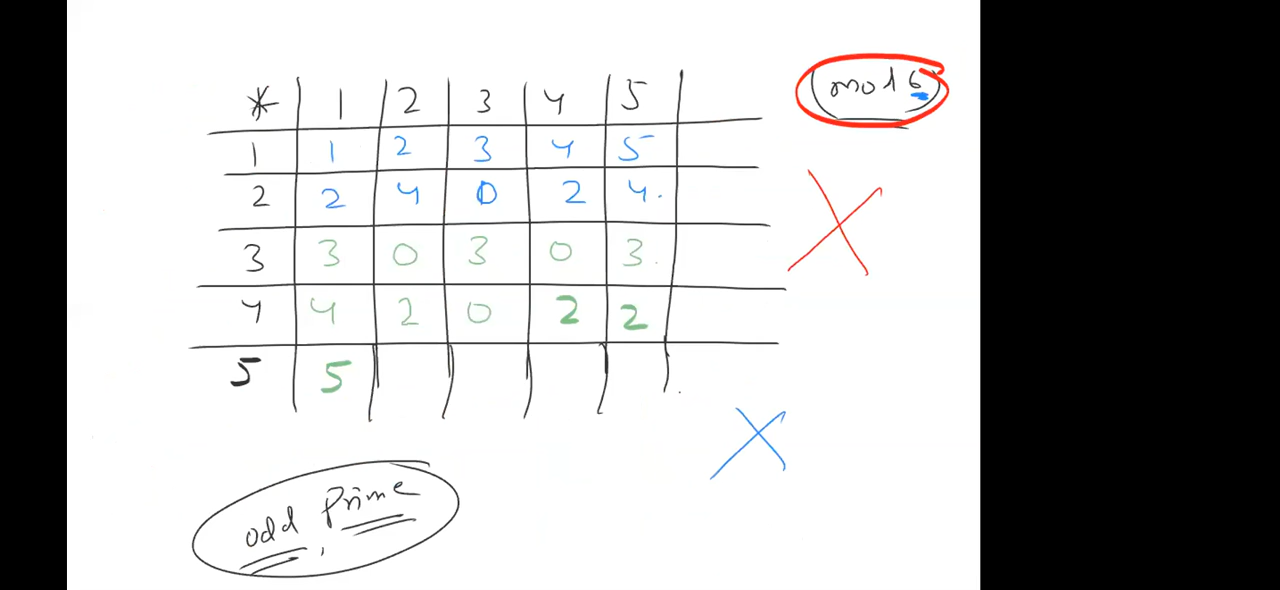 * 1 2 3 4 5
(mod 6)
1 1 2 3 4 5
2 2 4 0 2 4.
3 3 0 3 0 3.
4 4 2 0 2 2
5 5
odd, Prime